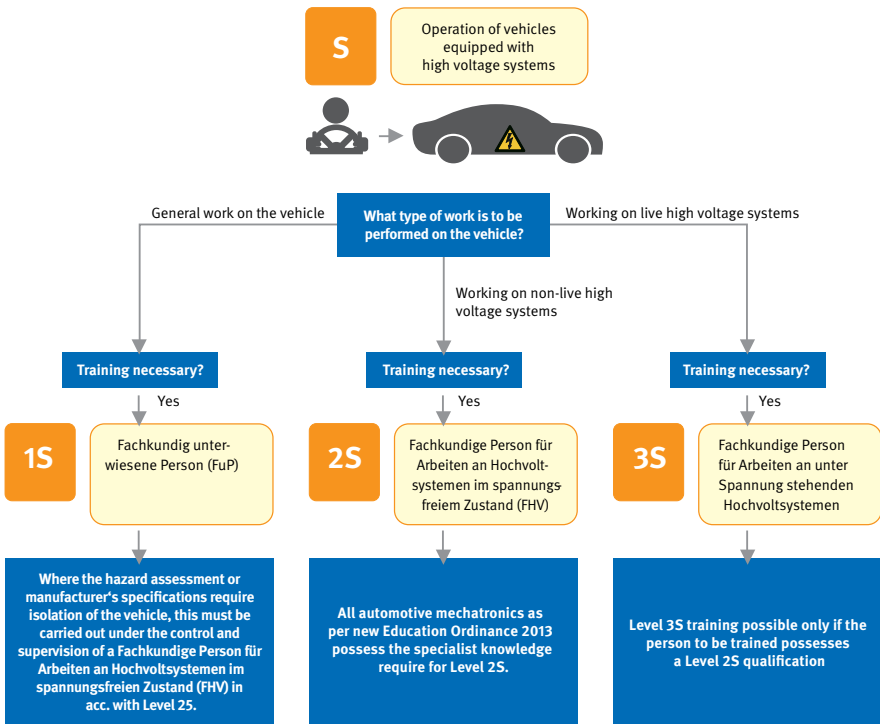 S
Operation of vehicles
equipped with
high voltage systems
General work on the vehicle
What type of work is to be
performed on the vehicle?
Working on live high voltage systems
Working on non-live high
voltage systems
Training necessary?
Yes
1S
Fachkundig unter-
wiesene Person (FuP)
Where the hazard assessment or
manufacturer‘s specifications require
isolation of the vehicle, this must be
carried out under the control and
supervision of a Fachkundige Person für
Arbeiten an Hochvoltsystemen im
spannungsfreien Zustand (FHV) in
acc. with Level 25.
Training necessary?
Yes
2S
Fachkundige Person für
Arbeiten an Hochvolt-
systemen im spannungs-
freiem Zustand (FHV)
All automotive mechatronics as
per new Education Ordinance 2013
possess the specialist knowledge
require for Level 2S.
Training necessary?
Yes
3S
Fachkundige Person
für Arbeiten an unter
Spannung stehenden
Hochvoltsystemen
Level 3S training possible only if the
person to be trained possesses
a Level 2S qualification